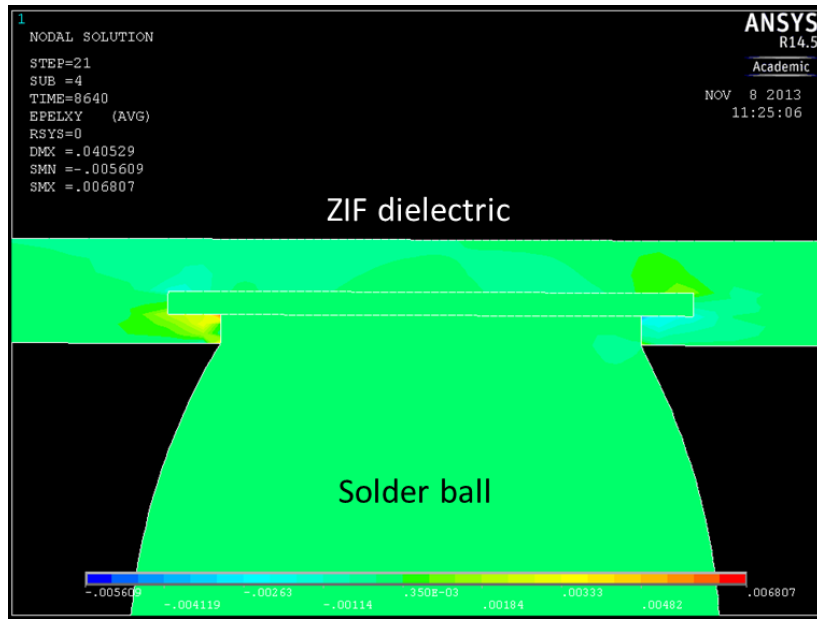 1
NODAL SOLUTION
STEP=21
SUB =4
TIME=8640
EPELXY (AVG)
RSYS=0
DMX =.040529
SMN =-.005609
SMX =.006807
ANSYS
R14.5
Academic
NOV 8 2013
11:25:06
ZIF dielectric
Solder ball
-.005609 -.00263 .350E-03 .00333 .006807
-.004119 -.00114 .00184 .00482